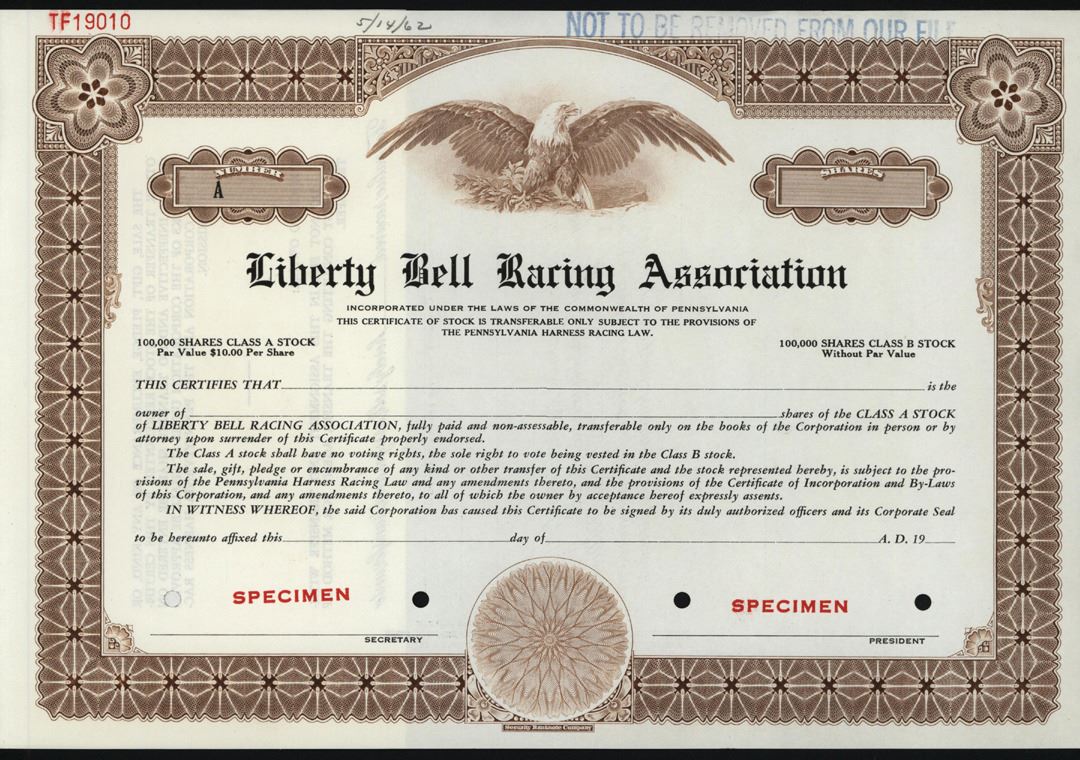 TF19010
5/14/62
NOT TO BE REMOVED FROM OUR FILE
NUMBER
A
SHARES
Liberty Bell Racing Association
INCORPORATED UNDER THE LAWS OF THE COMMONWEALTH OF PENNSYLVANIA
THIS CERTIFICATE OF STOCK IS TRANSFERABLE ONLY SUBJECT TO THE PROVISIONS OF
THE PENNSYLVANIA HARNESS RACING LAW.
100,000 SHARES CLASS A STOCK
Par Value $10.00 Per Share
100,000 SHARES CLASS B STOCK
Without Par Value
THIS CERTIFIES THAT is the
owner of shares of the CLASS A STOCK
of LIBERTY BELL RACING ASSOCIATION, fully paid and non-assessable, transferable only on the books of the Corporation in person or by
attorney upon surrender of this Certificate properly endorsed.
The Class A stock shall have no voting rights, the sole right to vote being vested in the Class B stock.
The sale, gift, pledge or encumbrance of any kind or other transfer of this Certificate and the stock represented hereby, is subject to the pro-
visions of the Pennsylvania Harness Racing Law and any amendments thereto, and the provisions of the Certificate of Incorporation and By-Laws
of this Corporation, and any amendments thereto, to all of which the owner by acceptance hereof expressly assents.
IN WITNESS WHEREOF, the said Corporation has caused this Certificate to be signed by its duly authorized officers and its Corporate Seal
to be hereunto affixed this day of A. D. 19
SPECIMEN
SPECIMEN
SECRETARY
PRESIDENT
Security Banknote Company